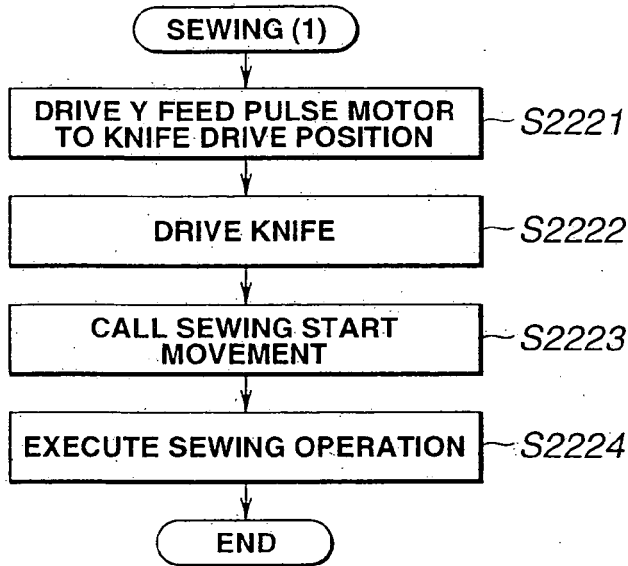 SEWING (1)
DRIVE Y FEED PULSE MOTOR
TO KNIFE DRIVE POSITION
S2221
DRIVE KNIFE
S2222
CALL SEWING START
MOVEMENT
S2223
EXECUTE SEWING OPERATION
S2224
END